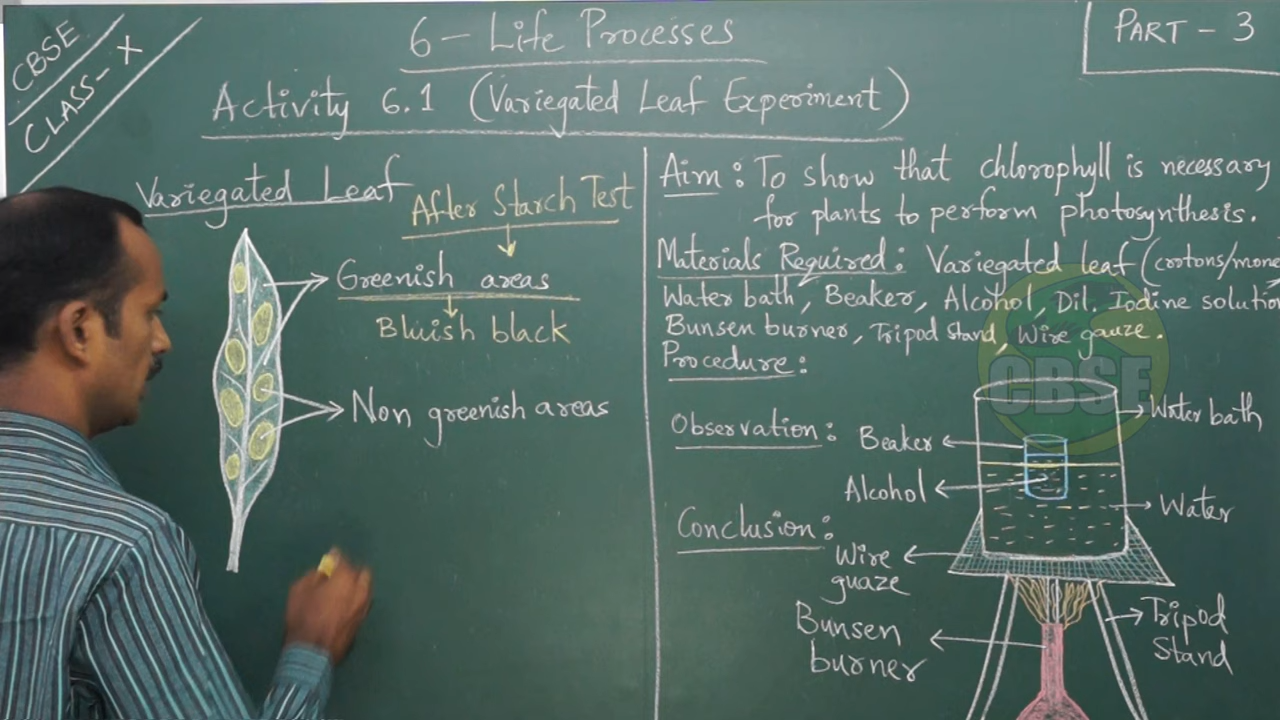 CBSE
CLASS - X
6 - Life Processes
PART - 3
Activity 6.1 (Variegated Leaf Experiment)
Variegated Leaf
After Starch Test
Greenish areas
Bluish black
Non greenish areas
Aim : To show that chlorophyll is necessary
for plants to perform photosynthesis.
Materials Required : Variegated leaf (crotons/mone
Water bath, Beaker, Alcohol, Dil. Iodine solution
Bunsen burner, Tripod Stand, Wire gauze.
Procedure :
Observation :
Conclusion :
Water bath
Beaker
Alcohol
Water
Wire
guaze
Bunsen
burner
Tripod
Stand
CBSE